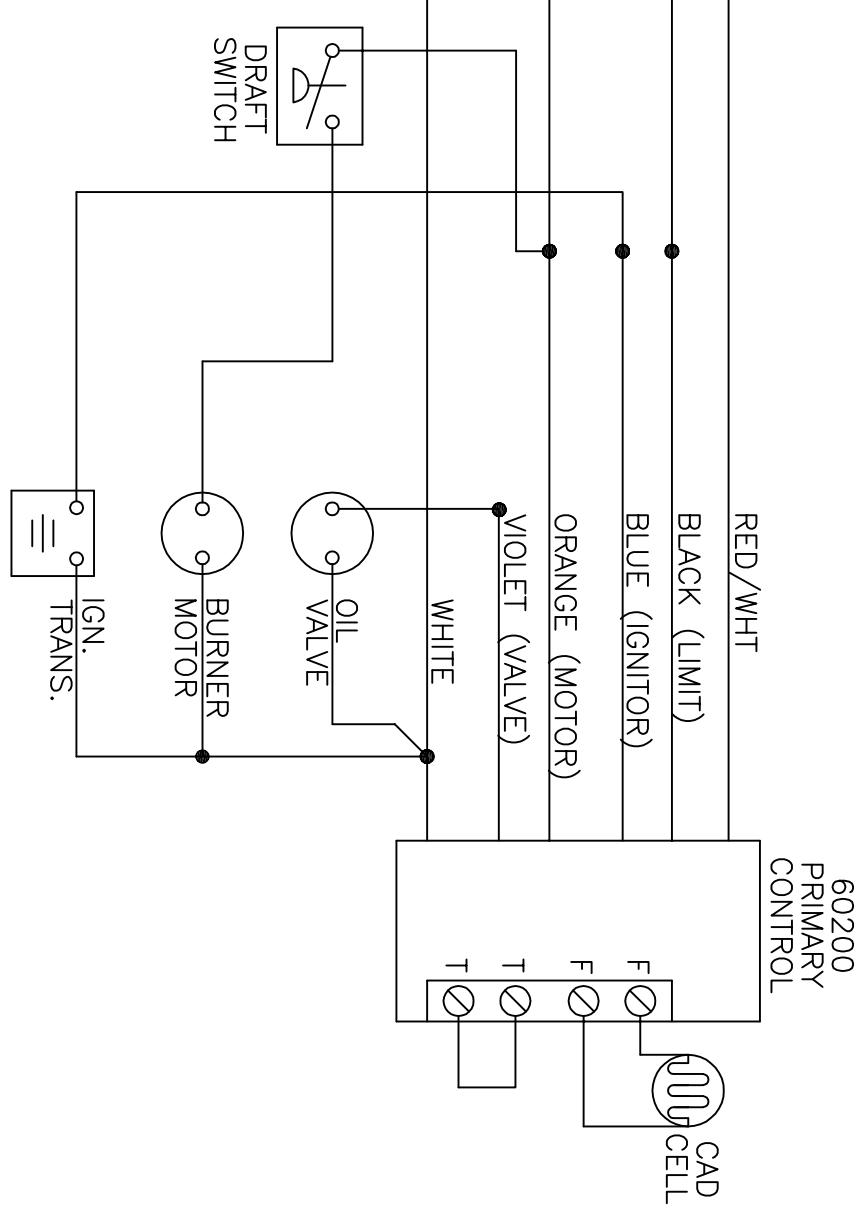 60200
PRIMARY
CONTROL
RED/WHT
BLACK (LIMIT)
BLUE (IGNITOR)
ORANGE (MOTOR)
VIOLET (VALVE)
WHITE
OIL
VALVE
BURNER
MOTOR
IGN.
TRANS.
DRAFT
SWITCH
F
F
T
T
CAD
CELL